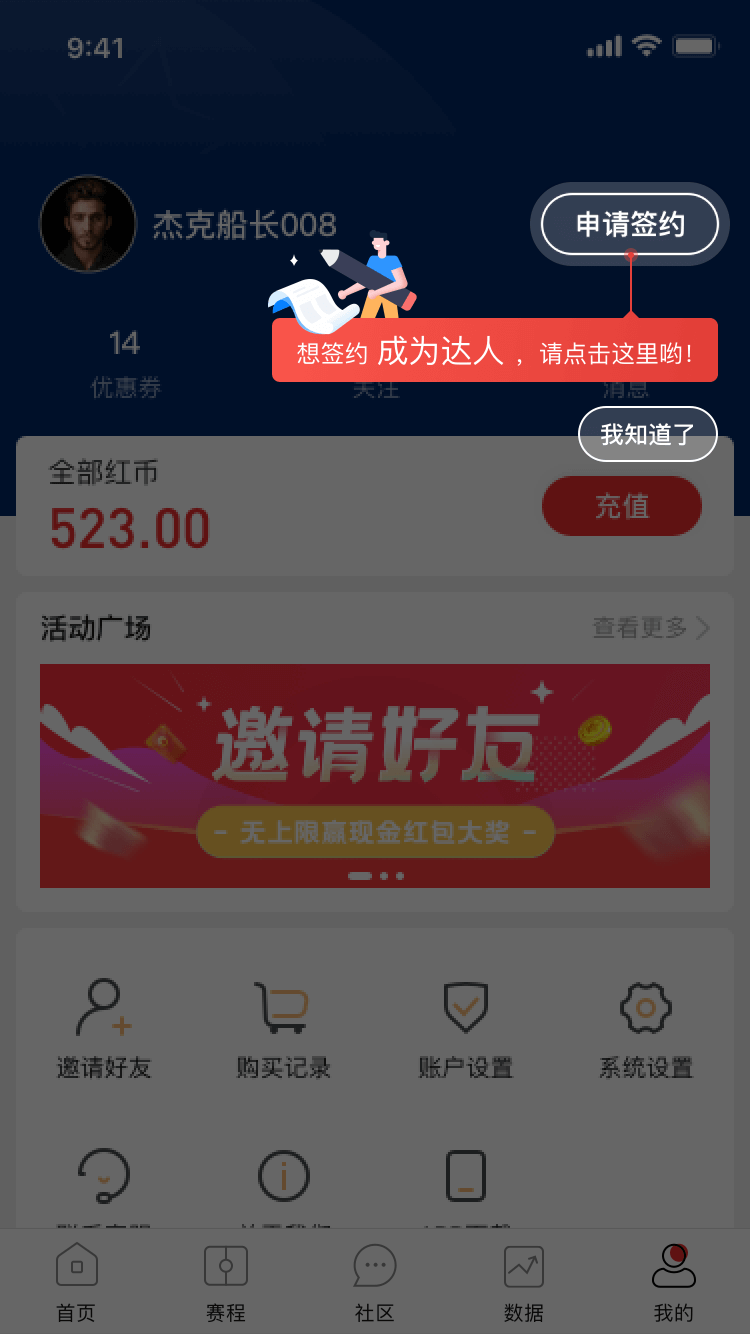 9:41
杰克船长008
申请签约
14
优惠券
想签约 成为达人 ，请点击这里哟！
关注
消息
我知道了
全部红币
523.00
充值
活动广场
查看更多
邀请好友
- 无上限赢现金红包大奖 -
邀请好友
购买记录
账户设置
系统设置
首页
赛程
社区
数据
我的